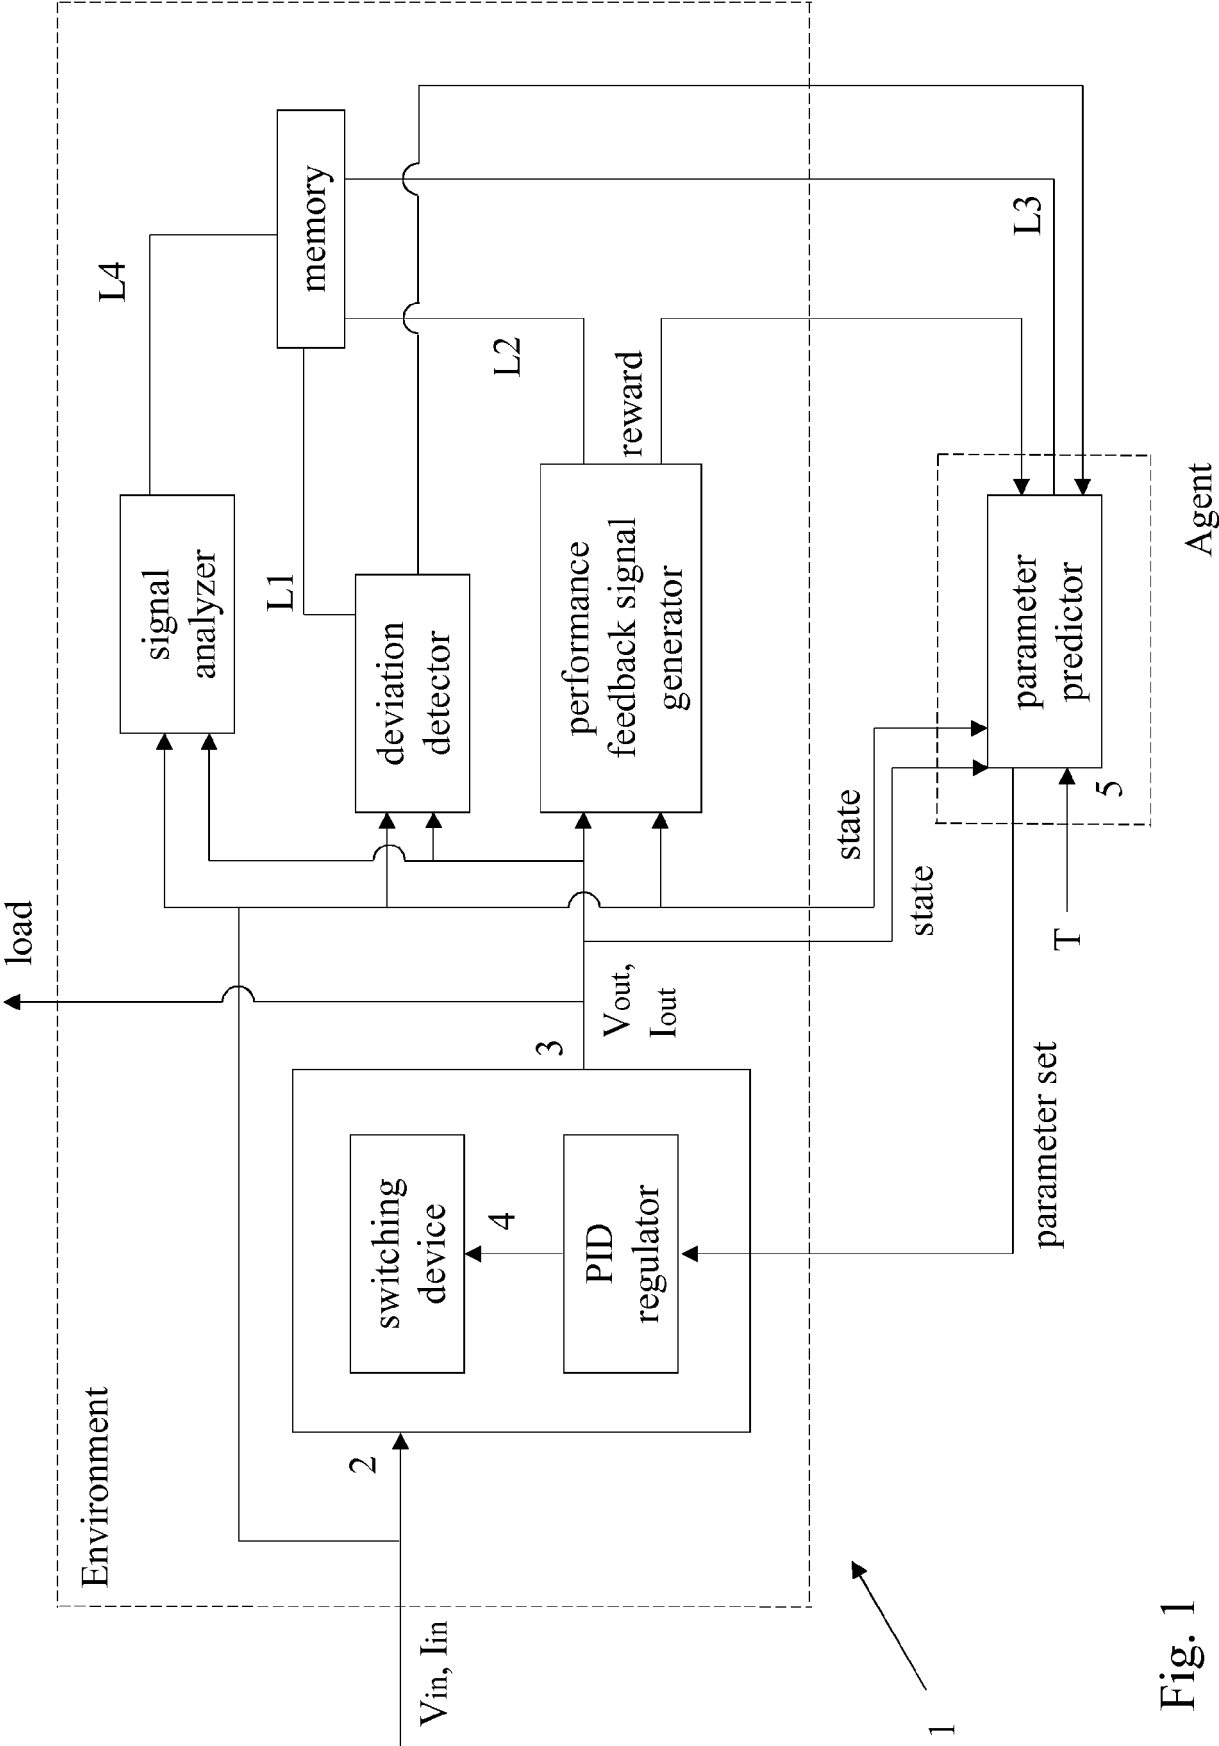 Environment
Vin, Iin
2
switching
device
4
PID
regulator
3
Vout,
Iout
load
signal
analyzer
deviation
detector
performance
feedback signal
generator
memory
L4
L1
L2
reward
L3
state
state
parameter
predictor
5
T
Agent
parameter set
1
Fig. 1